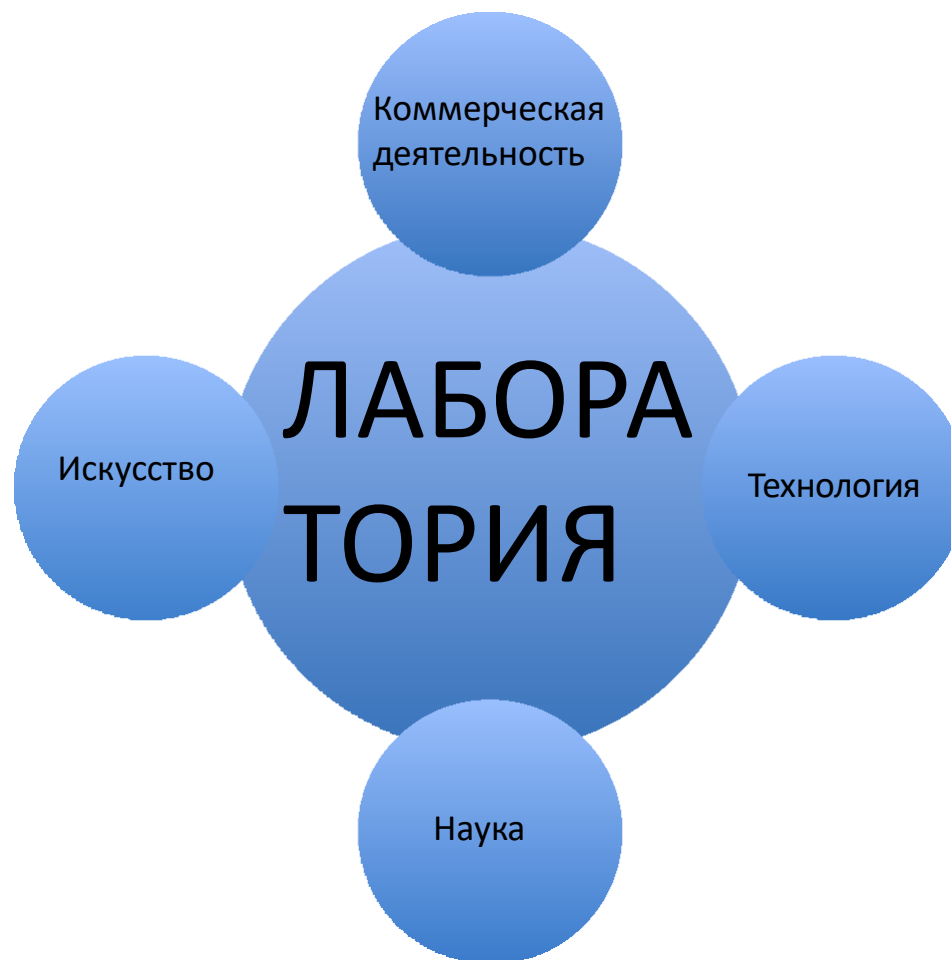 Коммерческая
деятельность
ЛАБОРА
ТОРИЯ
Искусство
Технология
Наука